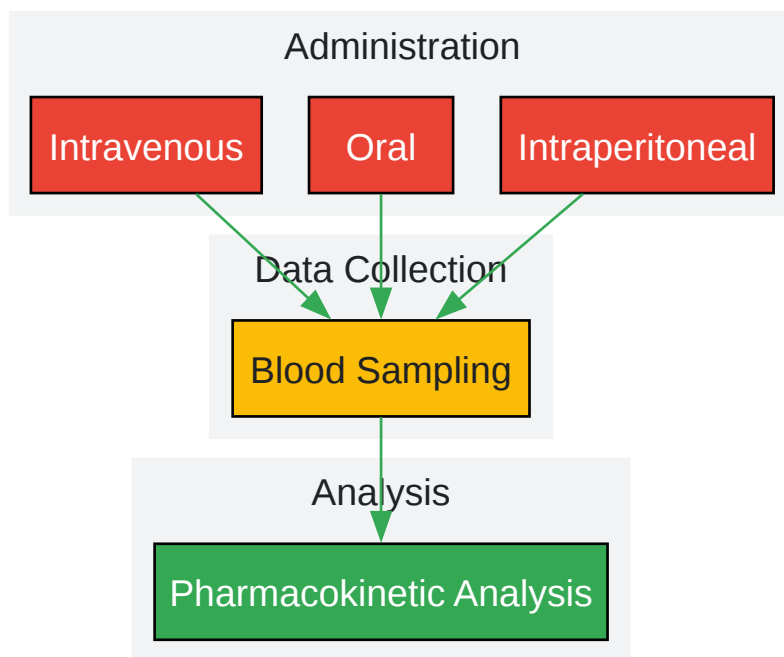 Administration
Intravenous
Oral
Intraperitoneal
Data Collection
Blood Sampling
Analysis
Pharmacokinetic Analysis